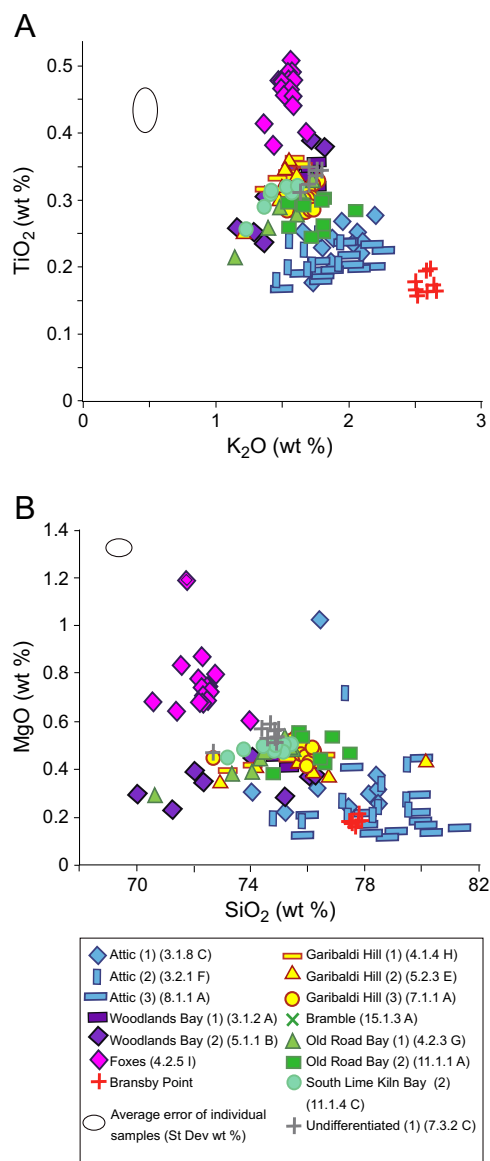 A
TiO2 (wt %)
0.5
0.4
0.3
0.2
0.1
0
0
1
2
3
K2O (wt %)
B
MgO (wt %)
1.4
1.2
1
0.8
0.6
0.4
0.2
0
70
74
78
82
SiO2 (wt %)
Attic (1) (3.1.8 C)
Attic (2) (3.2.1 F)
Attic (3) (8.1.1 A)
Woodlands Bay (1) (3.1.2 A)
Woodlands Bay (2) (5.1.1 B)
Foxes (4.2.5 I)
Bransby Point
Average error of individual
samples (St Dev wt %)
Garibaldi Hill (1) (4.1.4 H)
Garibaldi Hill (2) (5.2.3 E)
Garibaldi Hill (3) (7.1.1 A)
Bramble (15.1.3 A)
Old Road Bay (1) (4.2.3 G)
Old Road Bay (2) (11.1.1 A)
South Lime Kiln Bay (2)
(11.1.4 C)
Undifferentiated (1) (7.3.2 C)